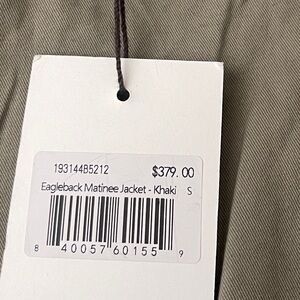 193144B5212 $379.00
Eagleback Matinee Jacket - Khaki S
8 40057 60155 9